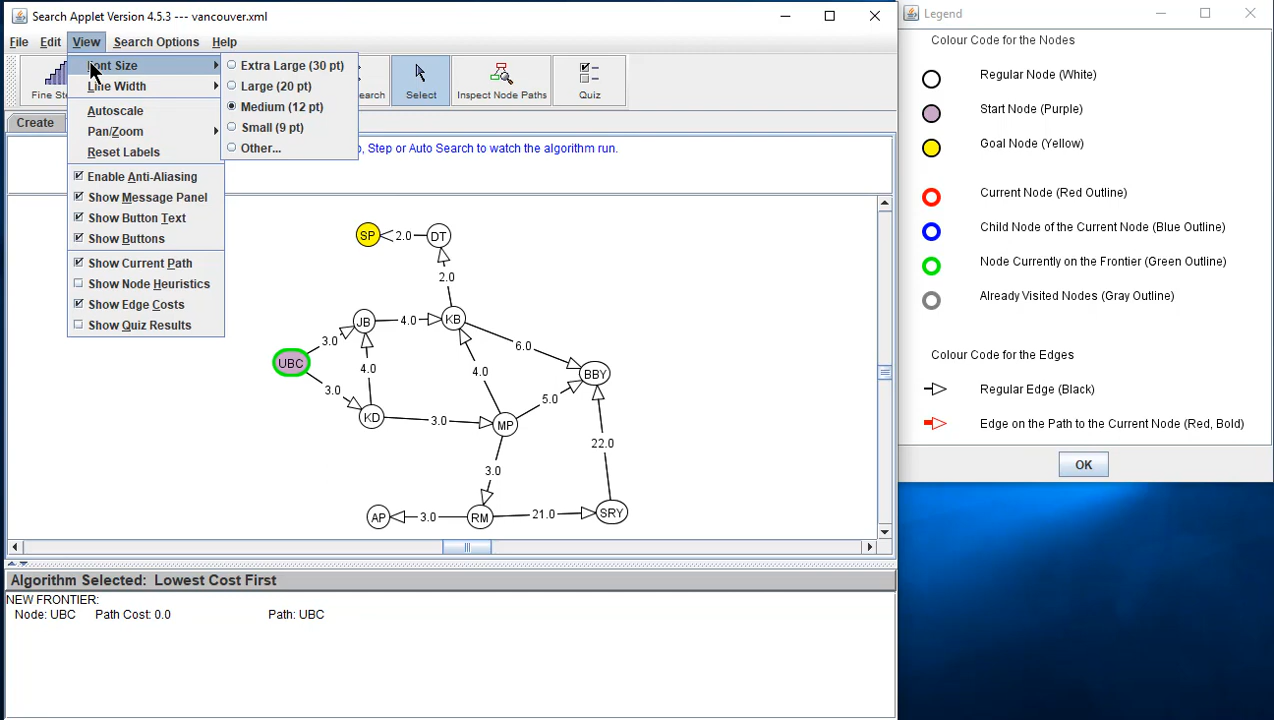 Search Applet Version 4.5.3 --- vancouver.xml
File Edit View Search Options Help
Font Size
Line Width
Autoscale
Pan/Zoom
Reset Labels
Enable Anti-Aliasing
Show Message Panel
Show Button Text
Show Buttons
Show Current Path
Show Node Heuristics
Show Edge Costs
Show Quiz Results
Extra Large (30 pt)
Large (20 pt)
Medium (12 pt)
Small (9 pt)
Other...
Fine
Select
Inspect Node Paths
Quiz
Create
Step or Auto Search to watch the algorithm run.
SP
2.0
DT
2.0
JB
4.0
KB
3.0
6.0
UBC
4.0
4.0
BBY
3.0
5.0
KD
3.0
MP
22.0
3.0
AP
3.0
RM
21.0
SRY
Algorithm Selected: Lowest Cost First
NEW FRONTIER:
Node: UBC Path Cost: 0.0 Path: UBC
Legend
Colour Code for the Nodes
Regular Node (White)
Start Node (Purple)
Goal Node (Yellow)
Current Node (Red Outline)
Child Node of the Current Node (Blue Outline)
Node Currently on the Frontier (Green Outline)
Already Visited Nodes (Gray Outline)
Colour Code for the Edges
Regular Edge (Black)
Edge on the Path to the Current Node (Red, Bold)
OK